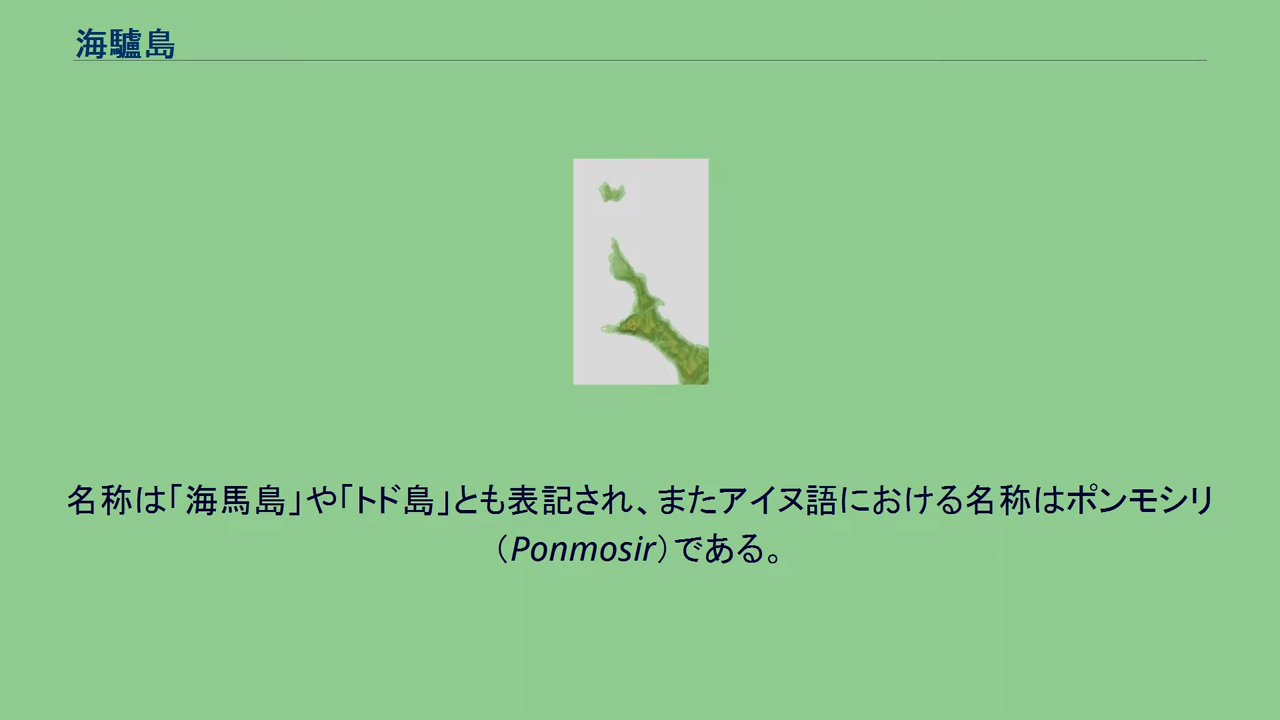 海驢島
名称は「海馬島」や「トド島」とも表記され、またアイヌ語における名称はポンモシリ
（Ponmosir）である。